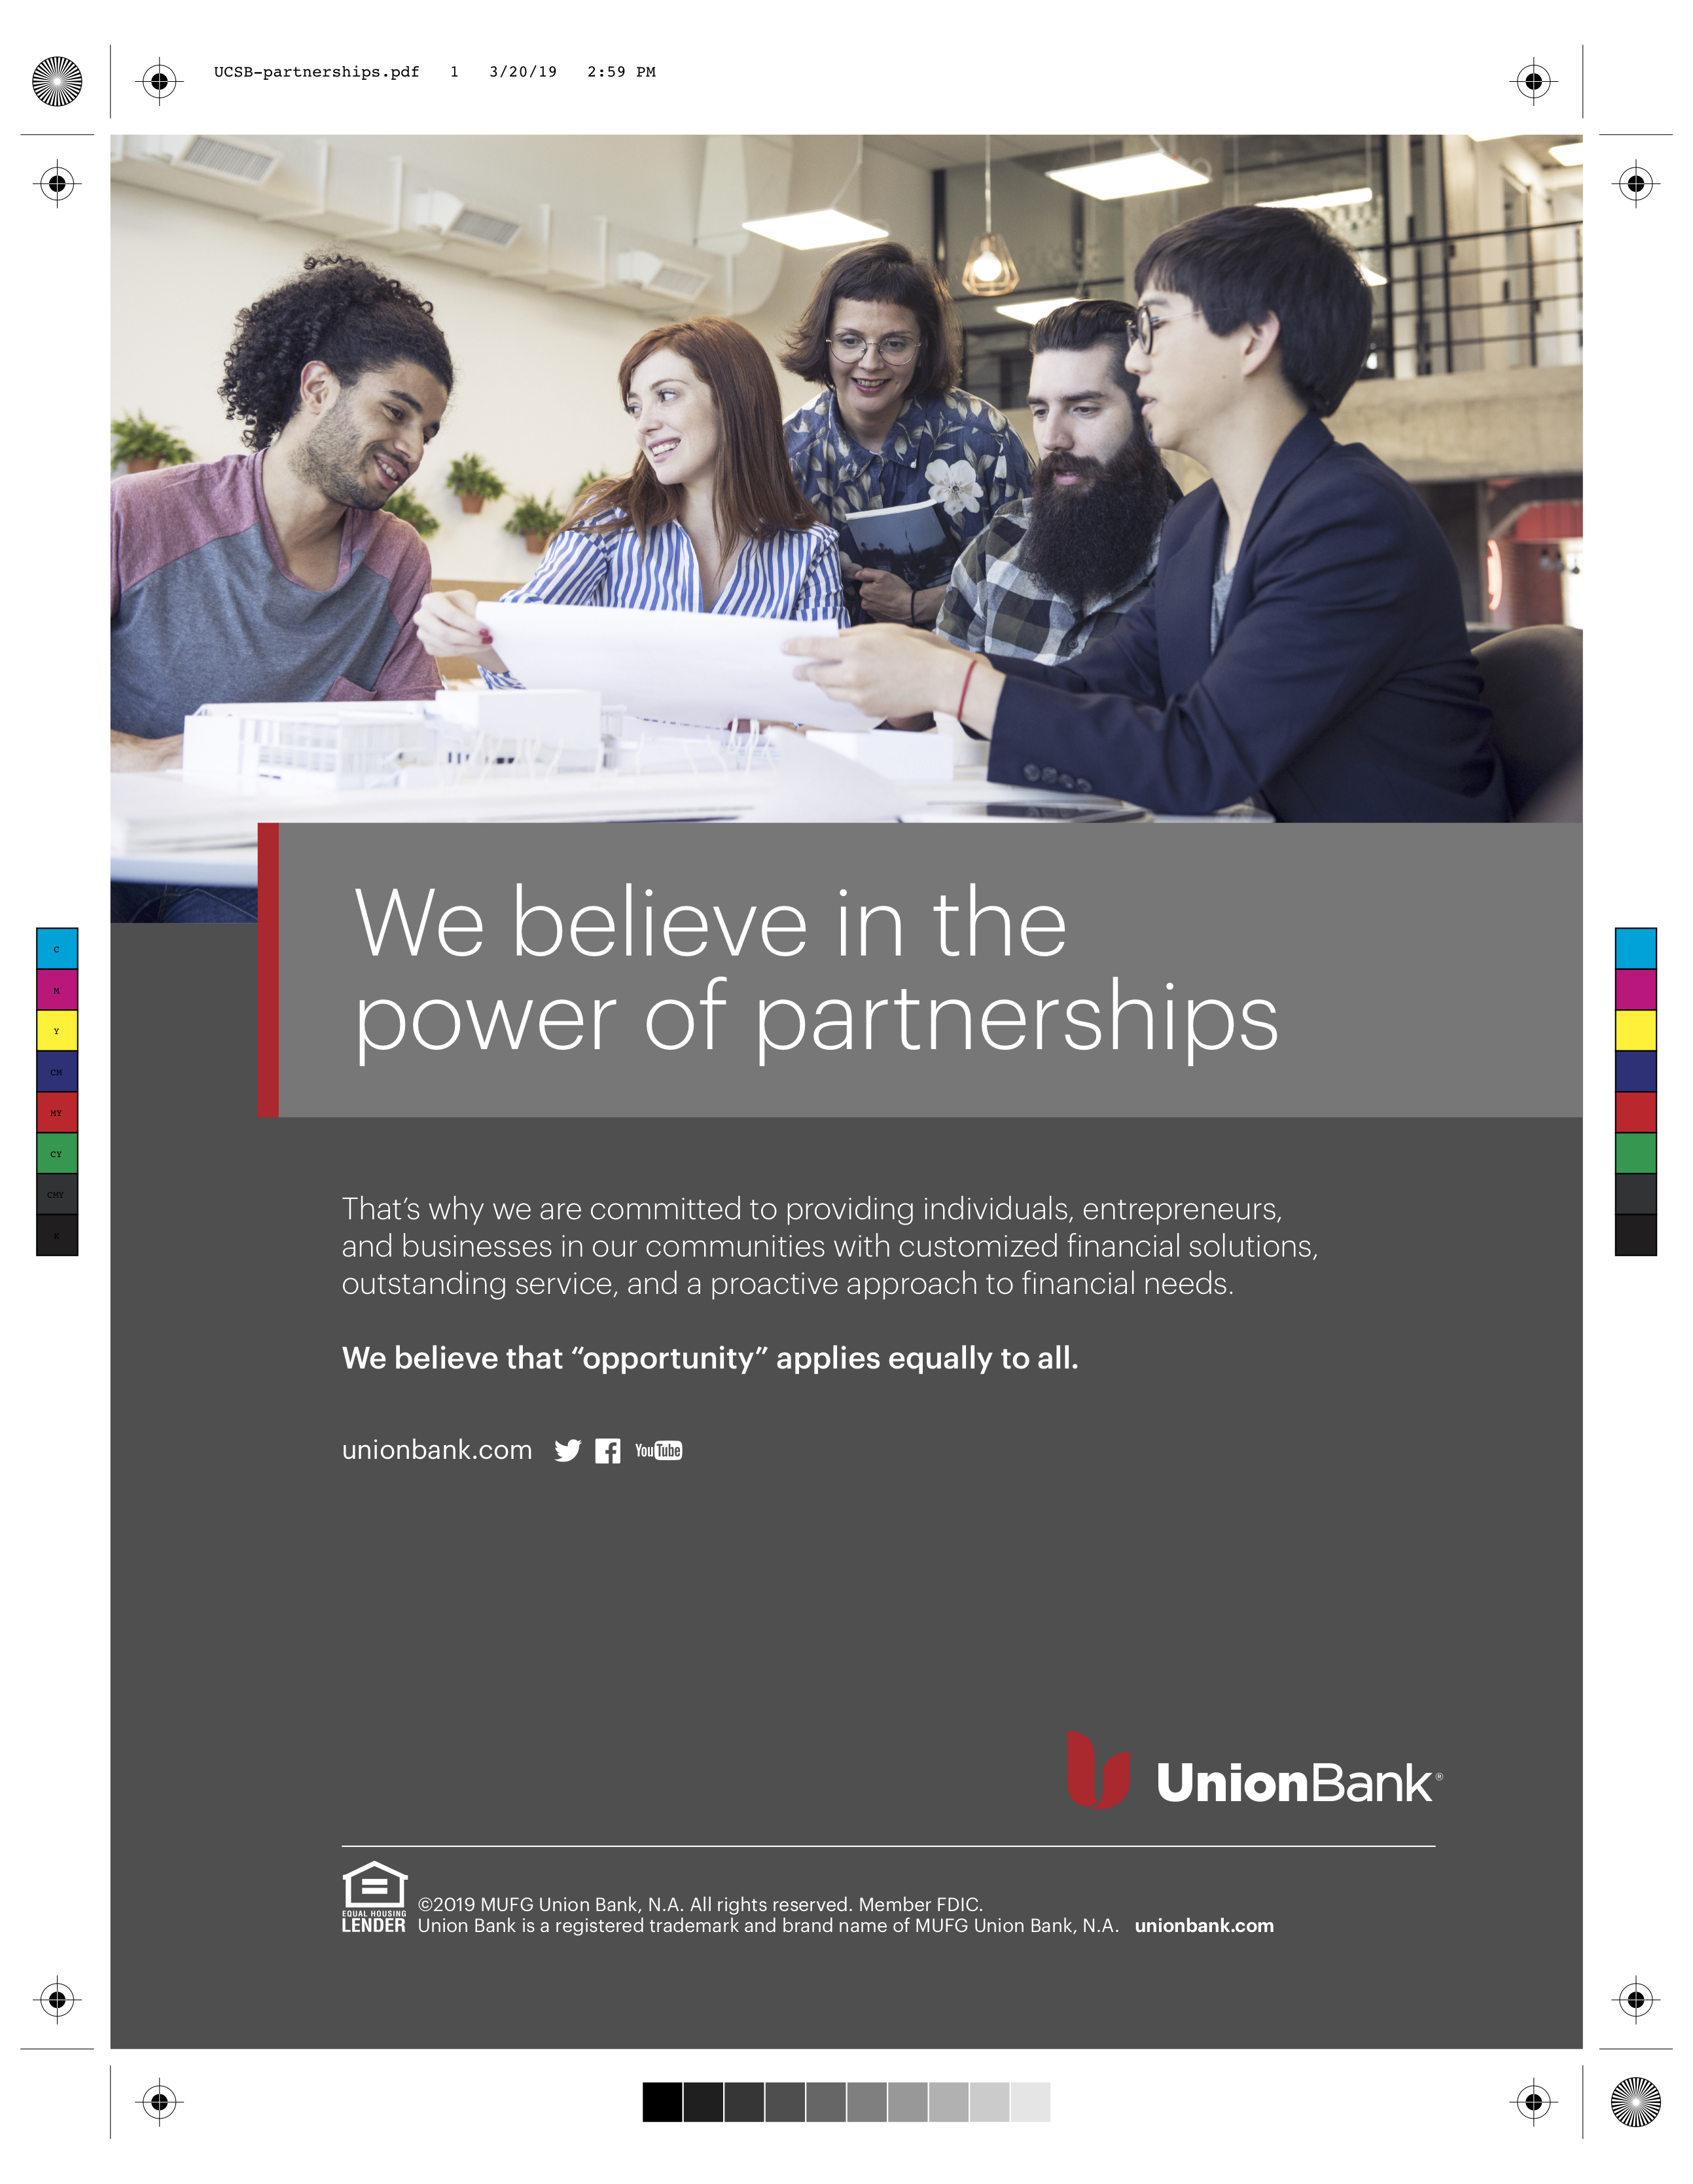 UCSB-partnerships.pdf 1 3/20/19 2:59 PM
We believe in the
power of partnerships
C
M
Y
CM
MY
CY
CMY
K
That’s why we are committed to providing individuals, entrepreneurs,
and businesses in our communities with customized financial solutions,
outstanding service, and a proactive approach to financial needs.
We believe that “opportunity” applies equally to all.
unionbank.com YouTube
UnionBank®
EQUAL HOUSING
LENDER
©2019 MUFG Union Bank, N.A. All rights reserved. Member FDIC.
Union Bank is a registered trademark and brand name of MUFG Union Bank, N.A. unionbank.com